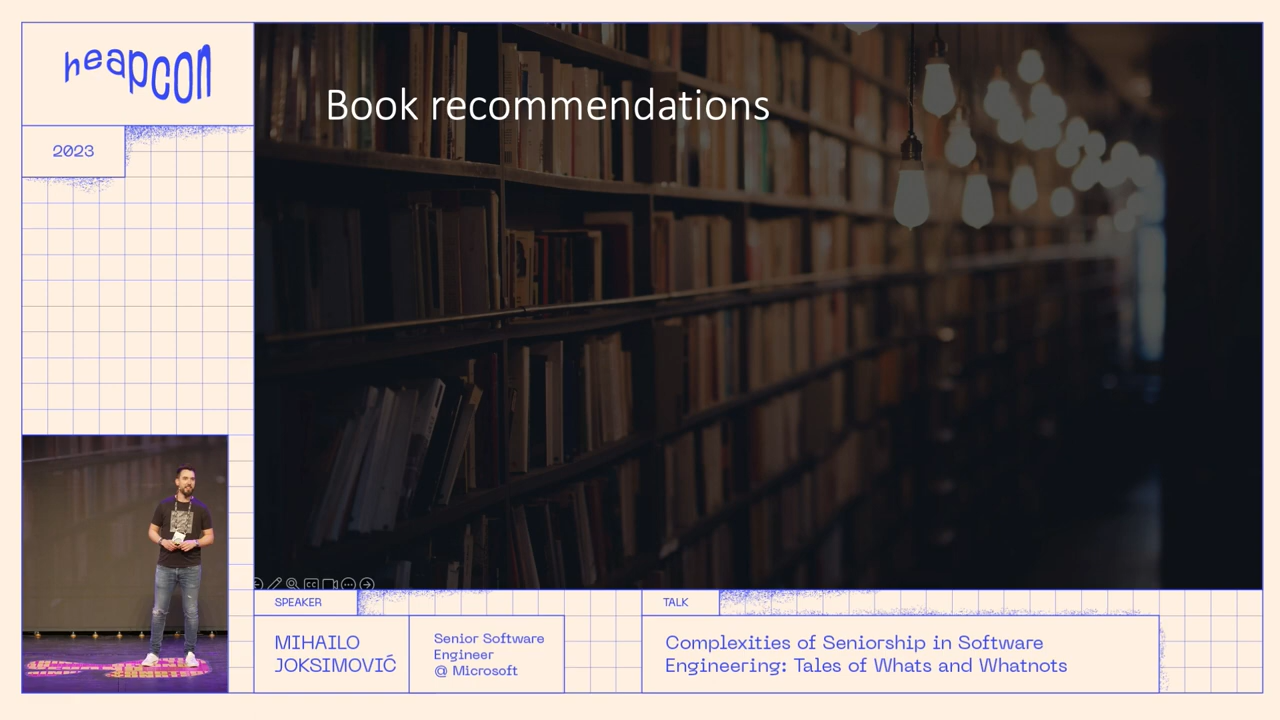 heapcon
2023
Book recommendations
SPEAKER
MIHAILO
JOKSIMOVIĆ
Senior Software
Engineer
@ Microsoft
TALK
Complexities of Seniorship in Software
Engineering: Tales of Whats and Whatnots